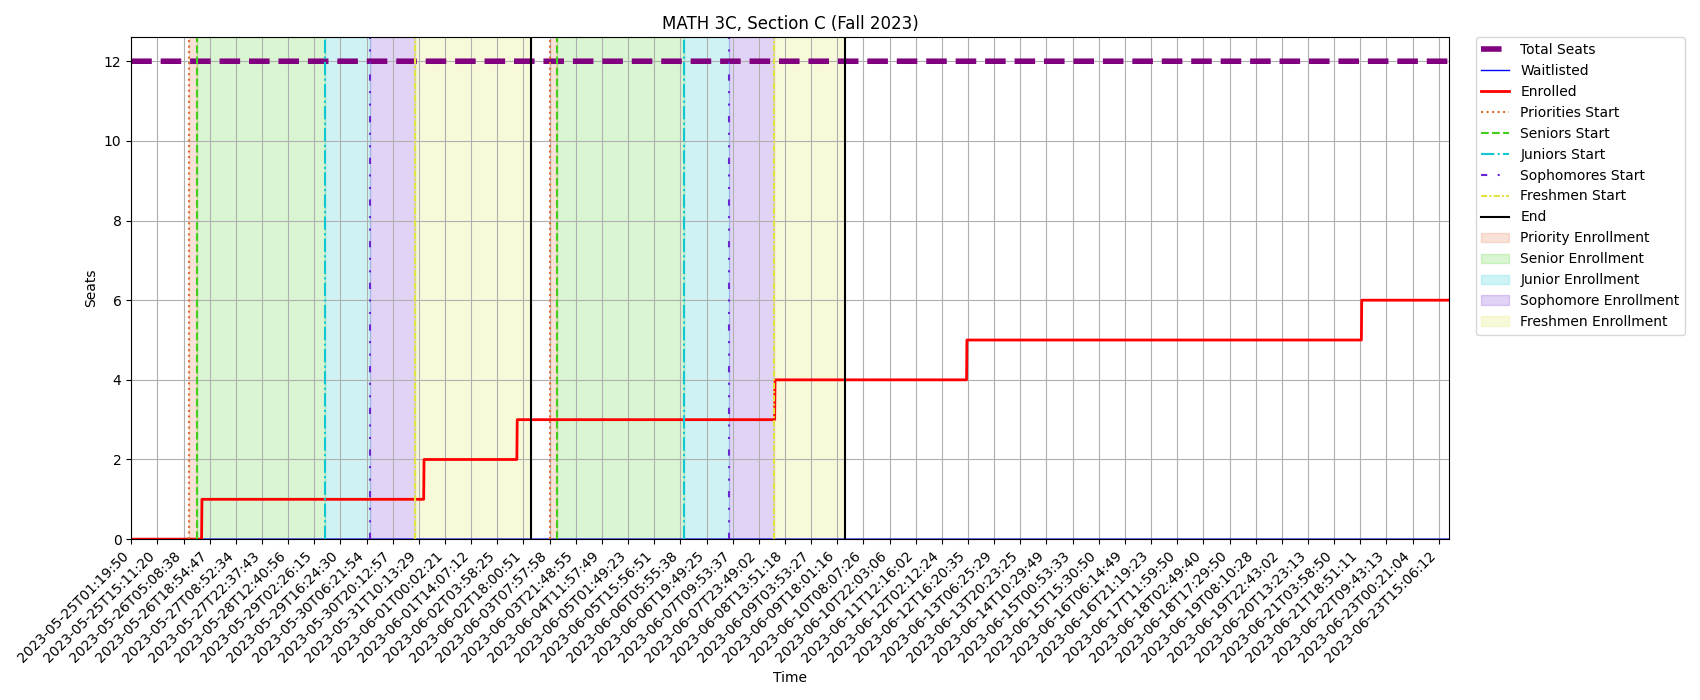 MATH 3C, Section C (Fall 2023)
Seats
12
10
8
6
4
2
0
2023-05-25T01:19:50
2023-05-25T15:11:20
2023-05-26T05:08:38
2023-05-26T18:54:47
2023-05-27T08:52:34
2023-05-27T22:37:43
2023-05-28T12:40:56
2023-05-29T02:26:15
2023-05-29T16:24:30
2023-05-30T06:21:54
2023-05-30T20:12:57
2023-05-31T10:13:29
2023-06-01T00:02:21
2023-06-01T14:07:12
2023-06-02T03:58:25
2023-06-02T18:00:51
2023-06-03T07:57:58
2023-06-03T21:48:55
2023-06-04T11:57:49
2023-06-05T01:49:23
2023-06-05T15:56:51
2023-06-06T05:55:38
2023-06-06T19:49:25
2023-06-07T09:53:37
2023-06-07T23:49:02
2023-06-08T13:51:18
2023-06-09T03:53:27
2023-06-09T18:01:16
2023-06-10T08:07:26
2023-06-10T22:03:06
2023-06-11T12:16:02
2023-06-12T02:12:24
2023-06-12T16:20:35
2023-06-13T06:25:29
2023-06-13T20:23:25
2023-06-14T10:29:49
2023-06-15T00:53:33
2023-06-15T15:30:50
2023-06-16T06:14:49
2023-06-16T21:19:23
2023-06-17T11:59:50
2023-06-18T02:49:40
2023-06-18T17:29:50
2023-06-19T08:10:28
2023-06-19T22:43:02
2023-06-20T13:23:13
2023-06-21T03:58:50
2023-06-21T18:51:11
2023-06-22T09:43:13
2023-06-23T00:21:04
2023-06-23T15:06:12
Time
Total Seats
Waitlisted
Enrolled
Priorities Start
Seniors Start
Juniors Start
Sophomores Start
Freshmen Start
End
Priority Enrollment
Senior Enrollment
Junior Enrollment
Sophomore Enrollment
Freshmen Enrollment